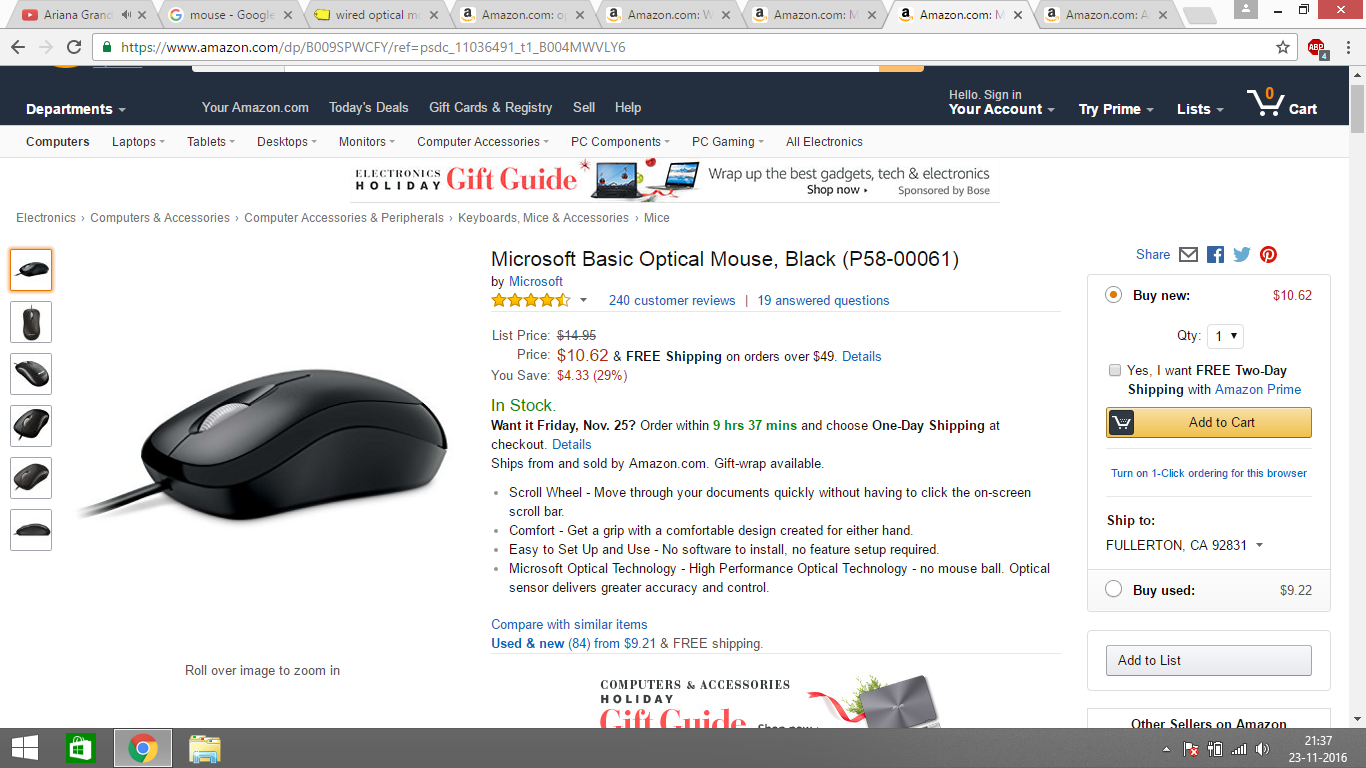 Ariana Grand
mouse - Google
wired optical mo
Amazon.com: op
Amazon.com: W
Amazon.com: M
Amazon.com: M
Amazon.com: A
https://www.amazon.com/dp/B009SPWCFY/ref=psdc_11036491_t1_B004MWVLY6
ABP
4
Departments
Your Amazon.com
Today's Deals
Gift Cards & Registry
Sell
Help
Hello. Sign in
Your Account
Try Prime
Lists
0
Cart
Computers
Laptops
Tablets
Desktops
Monitors
Computer Accessories
PC Components
PC Gaming
All Electronics
ELECTRONICS
HOLIDAY
Gift Guide
Wrap up the best gadgets, tech & electronics
Shop now ›
Sponsored by Bose
Electronics › Computers & Accessories › Computer Accessories & Peripherals › Keyboards, Mice & Accessories › Mice
Microsoft Basic Optical Mouse, Black (P58-00061)
by Microsoft
240 customer reviews | 19 answered questions
List Price: $14.95
Price: $10.62 & FREE Shipping on orders over $49. Details
You Save: $4.33 (29%)
In Stock.
Want it Friday, Nov. 25? Order within 9 hrs 37 mins and choose One-Day Shipping at
checkout. Details
Ships from and sold by Amazon.com. Gift-wrap available.
• Scroll Wheel - Move through your documents quickly without having to click the on-screen
scroll bar.
• Comfort - Get a grip with a comfortable design created for either hand.
• Easy to Set Up and Use - No software to install, no feature setup required.
• Microsoft Optical Technology - High Performance Optical Technology - no mouse ball. Optical
sensor delivers greater accuracy and control.
Compare with similar items
Used & new (84) from $9.21 & FREE shipping.
Roll over image to zoom in
COMPUTERS & ACCESSORIES
HOLIDAY
Gift Guide
Shop now ›
Share
Buy new: $10.62
Qty: 1
Yes, I want FREE Two-Day
Shipping with Amazon Prime
Add to Cart
Turn on 1-Click ordering for this browser
Ship to:
FULLERTON, CA 92831
Buy used: $9.22
Add to List
Other Sellers on Amazon
21:37
23-11-2016